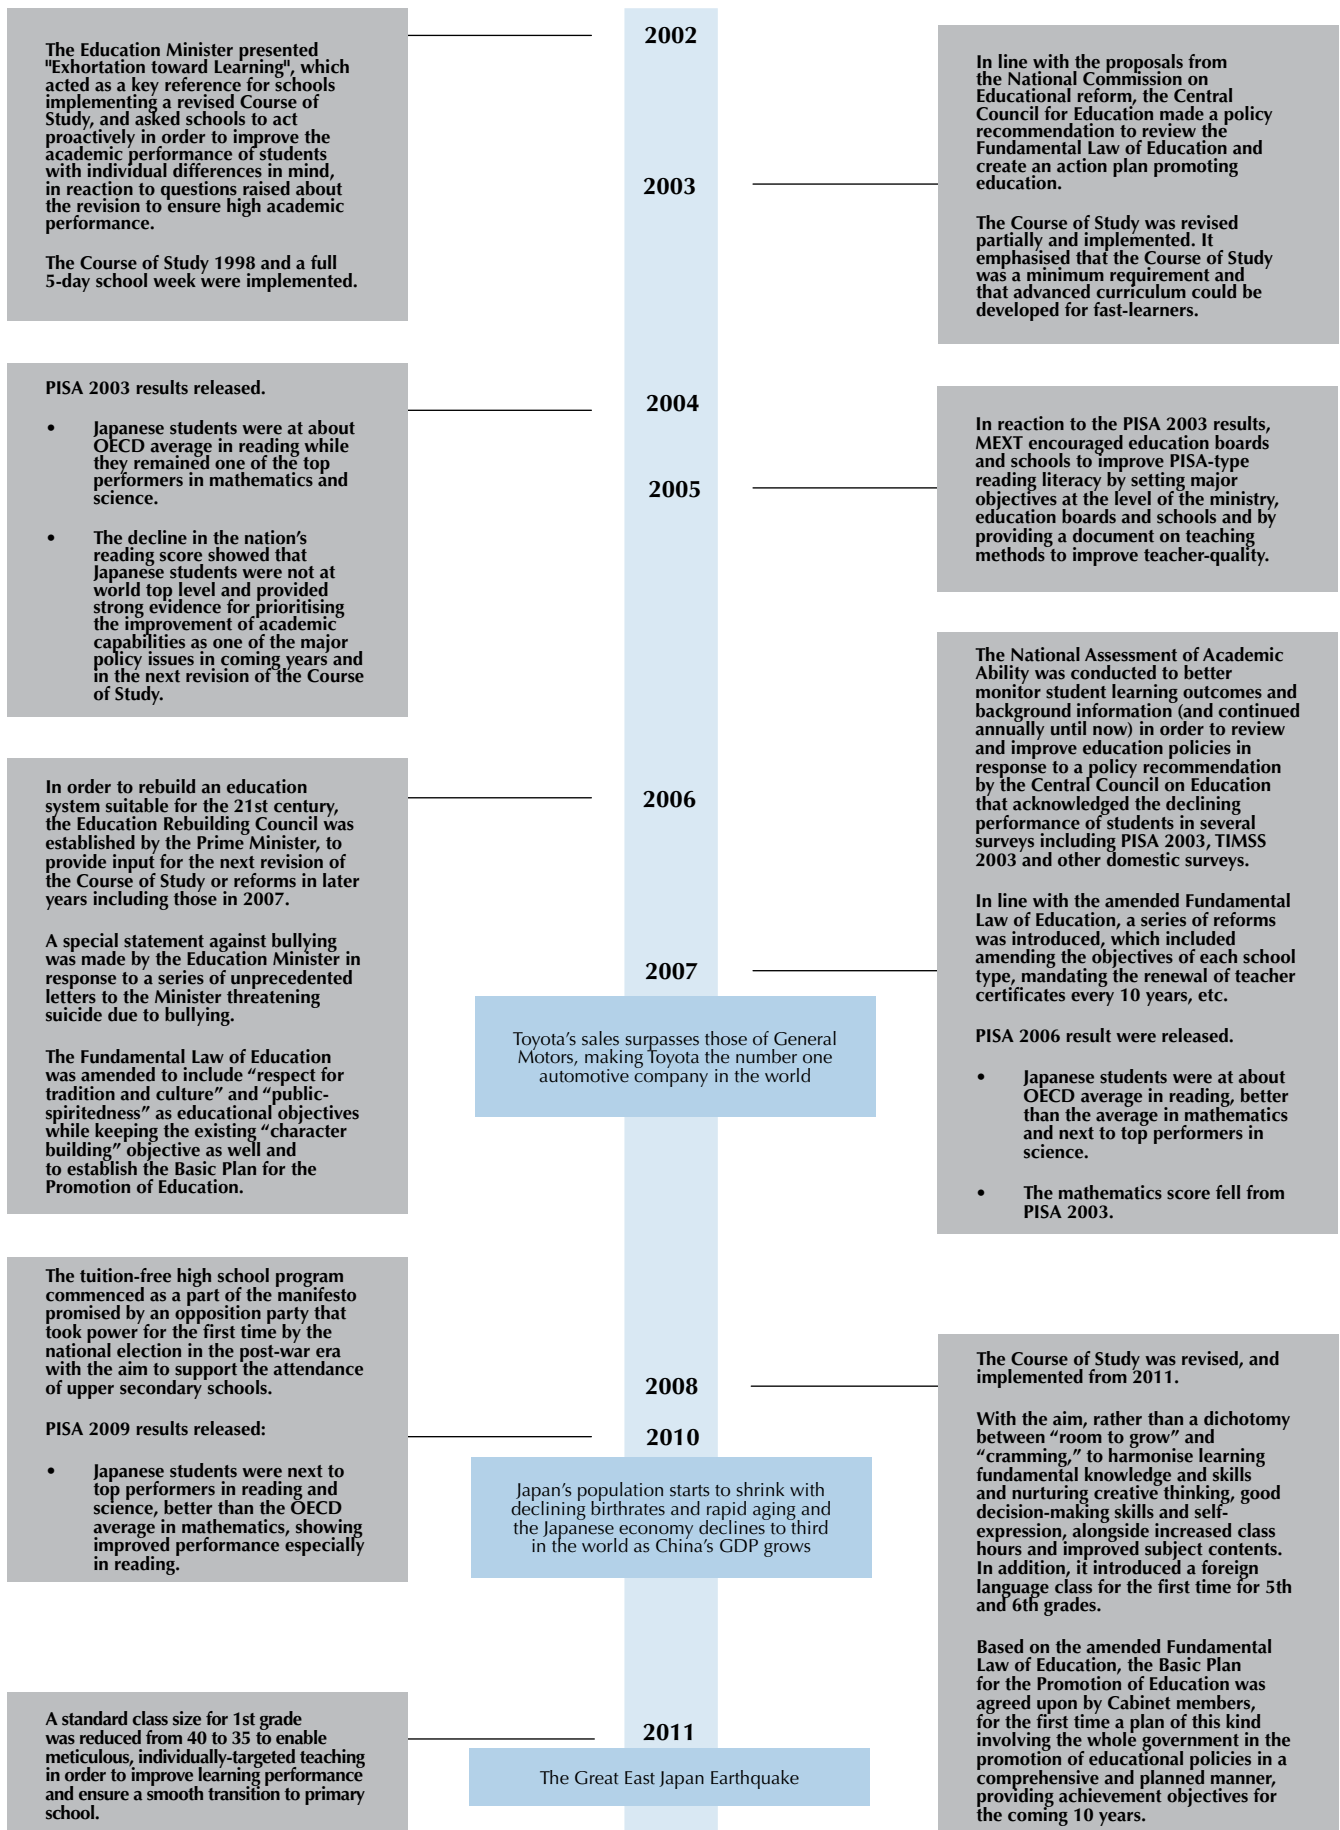 2002
The Education Minister presented
"Exhortation toward Learning", which
acted as a key reference for schools
implementing a revised Course of
Study, and asked schools to act
proactively in order to improve the
academic performance of students
with individual differences in mind,
in reaction to questions raised about
the revision to ensure high academic
performance.
The Course of Study 1998 and a full
5-day school week were implemented.
2003
In line with the proposals from
the National Commission on
Educational reform, the Central
Council for Education made a policy
recommendation to review the
Fundamental Law of Education and
create an action plan promoting
education.
The Course of Study was revised
partially and implemented. It
emphasised that the Course of Study
was a minimum requirement and
that advanced curriculum could be
developed for fast-learners.
2004
PISA 2003 results released.
• Japanese students were at about
OECD average in reading while
they remained one of the top
performers in mathematics and
science.
• The decline in the nation's
reading score showed that
Japanese students were not at
world top level and provided
strong evidence for prioritising
the improvement of academic
capabilities as one of the major
policy issues in coming years and
in the next revision of the Course
of Study.
2005
In reaction to the PISA 2003 results,
MEXT encouraged education boards
and schools to improve PISA-type
reading literacy by setting major
objectives at the level of the ministry,
education boards and schools and by
providing a document on teaching
methods to improve teacher-quality.
2006
In order to rebuild an education
system suitable for the 21st century,
the Education Rebuilding Council was
established by the Prime Minister, to
provide input for the next revision of
the Course of Study or reforms in later
years including those in 2007.
A special statement against bullying
was made by the Education Minister in
response to a series of unprecedented
letters to the Minister threatening
suicide due to bullying.
The Fundamental Law of Education
was amended to include “respect for
tradition and culture” and “public-
spiritedness” as educational objectives
while keeping the existing “character
building” objective as well and
to establish the Basic Plan for the
Promotion of Education.
2007
The National Assessment of Academic
Ability was conducted to better
monitor student learning outcomes and
background information (and continued
annually until now) in order to review
and improve education policies in
response to a policy recommendation
by the Central Council on Education
that acknowledged the declining
performance of students in several
surveys including PISA 2003, TIMSS
2003 and other domestic surveys.
In line with the amended Fundamental
Law of Education, a series of reforms
was introduced, which included
amending the objectives of each school
type, mandating the renewal of teacher
certificates every 10 years, etc.
PISA 2006 result were released.
• Japanese students were at about
OECD average in reading, better
than the average in mathematics
and next to top performers in
science.
• The mathematics score fell from
PISA 2003.
Toyota's sales surpasses those of General
Motors, making Toyota the number one
automotive company in the world
2008
The Course of Study was revised, and
implemented from 2011.
With the aim, rather than a dichotomy
between “room to grow” and
“cramming,” to harmonise learning
fundamental knowledge and skills
and nurturing creative thinking, good
decision-making skills and self-
expression, alongside increased class
hours and improved subject contents.
In addition, it introduced a foreign
language class for the first time for 5th
and 6th grades.
Based on the amended Fundamental
Law of Education, the Basic Plan
for the Promotion of Education was
agreed upon by Cabinet members,
for the first time a plan of this kind
involving the whole government in the
promotion of educational policies in a
comprehensive and planned manner,
providing achievement objectives for
the coming 10 years.
2010
The tuition-free high school program
commenced as a part of the manifesto
promised by an opposition party that
took power for the first time by the
national election in the post-war era
with the aim to support the attendance
of upper secondary schools.
PISA 2009 results released:
• Japanese students were next to
top performers in reading and
science, better than the OECD
average in mathematics, showing
improved performance especially
in reading.
Japan's population starts to shrink with
declining birthrates and rapid aging and
the Japanese economy declines to third
in the world as China's GDP grows
2011
A standard class size for 1st grade
was reduced from 40 to 35 to enable
meticulous, individually-targeted teaching
in order to improve learning performance
and ensure a smooth transition to primary
school.
The Great East Japan Earthquake